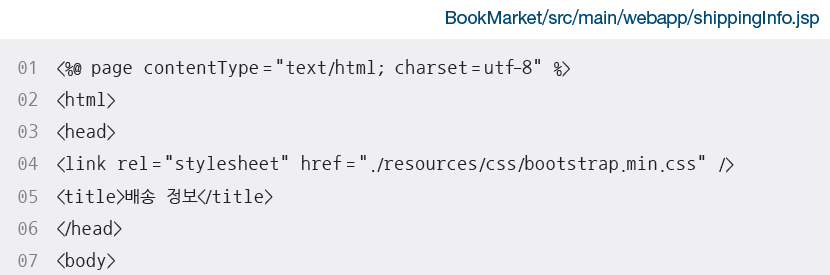 BookMarket/src/main/webapp/shippingInfo.jsp
01 <%@ page contentType="text/html; charset=utf-8" %>
02 <html>
03 <head>
04 <link rel="stylesheet" href="./resources/css/bootstrap.min.css" />
05 <title>배송 정보</title>
06 </head>
07 <body>